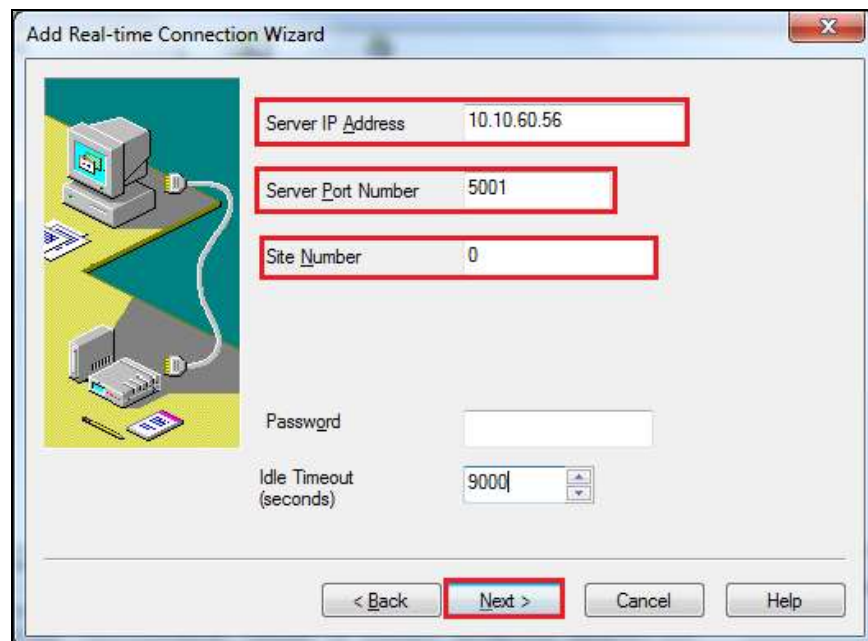 Add Real-time Connection Wizard
Server IP Address 10.10.60.56
Server Port Number 5001
Site Number 0
Password
Idle Timeout
(seconds) 9000
< Back Next > Cancel Help